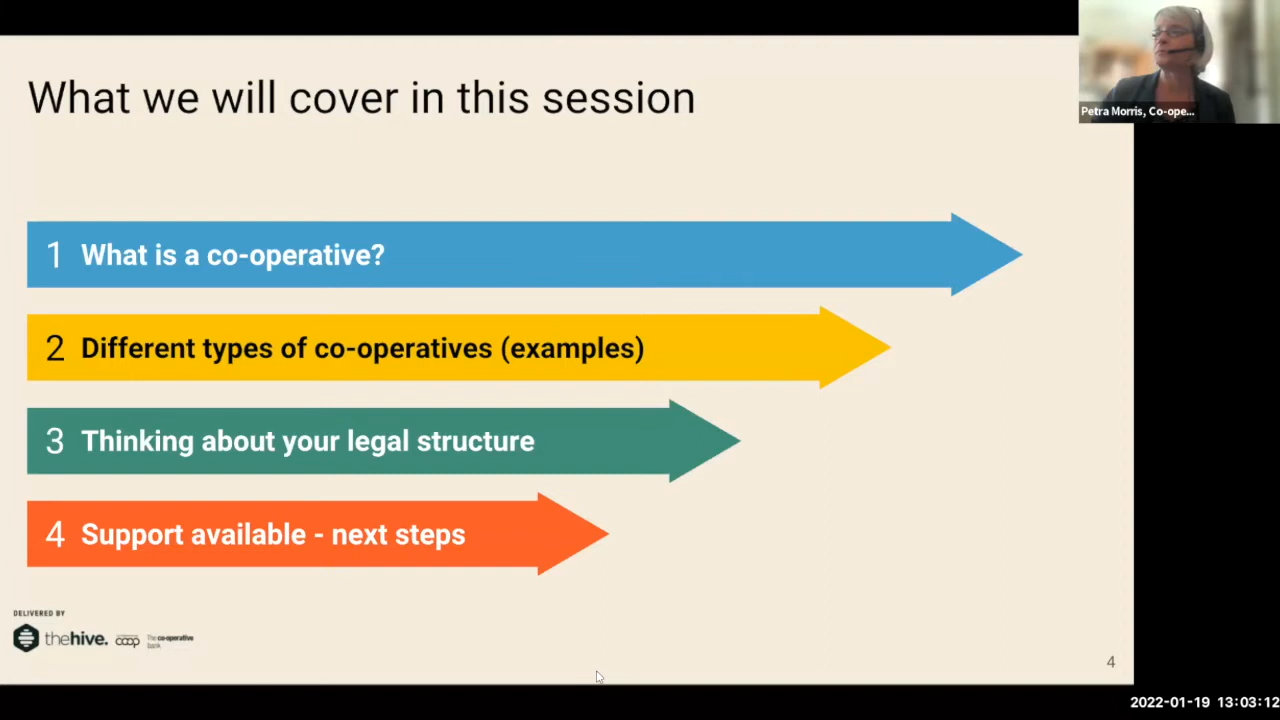 What we will cover in this session
Petra Morris, Co-ope...
1 What is a co-operative?
2 Different types of co-operatives (examples)
3 Thinking about your legal structure
4 Support available - next steps
DELIVERED BY
thehive.
coop
The co-operative
bank
4
2022-01-19 13:03:12